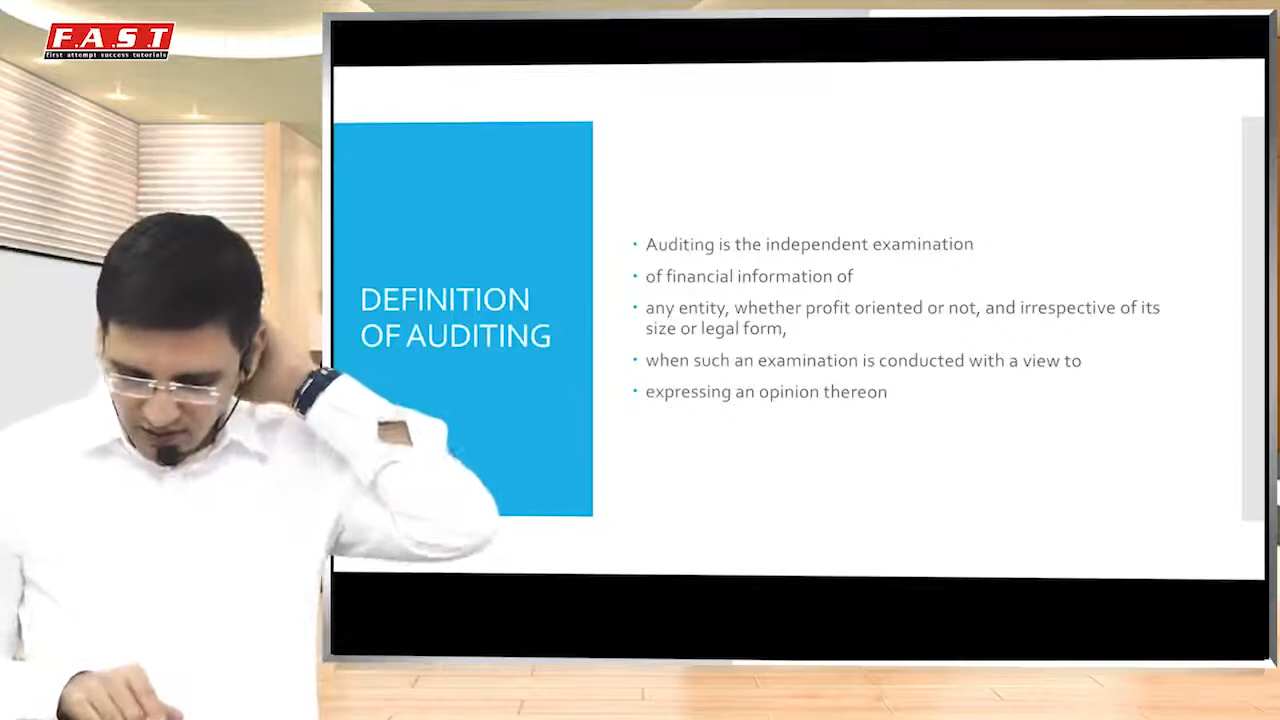 F.A.S.T
first attempt success tutorials
DEFINITION
OF AUDITING
• Auditing is the independent examination
• of financial information of
• any entity, whether profit oriented or not, and irrespective of its
size or legal form,
• when such an examination is conducted with a view to
• expressing an opinion thereon